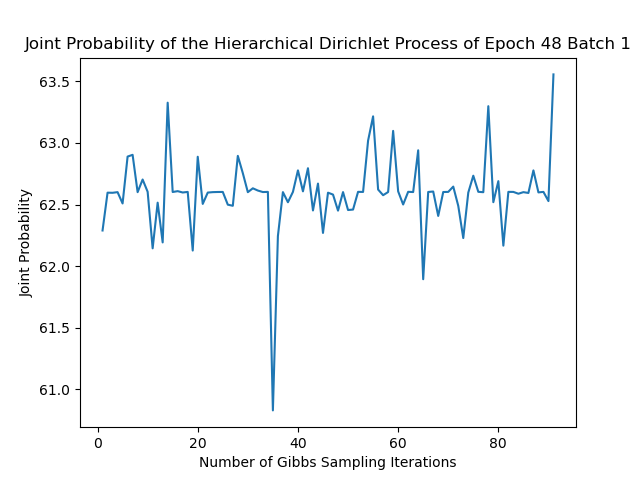 Joint Probability of the Hierarchical Dirichlet Process of Epoch 48 Batch 1
63.5
63.0
62.5
62.0
61.5
61.0
Joint Probability
0 20 40 60 80
Number of Gibbs Sampling Iterations